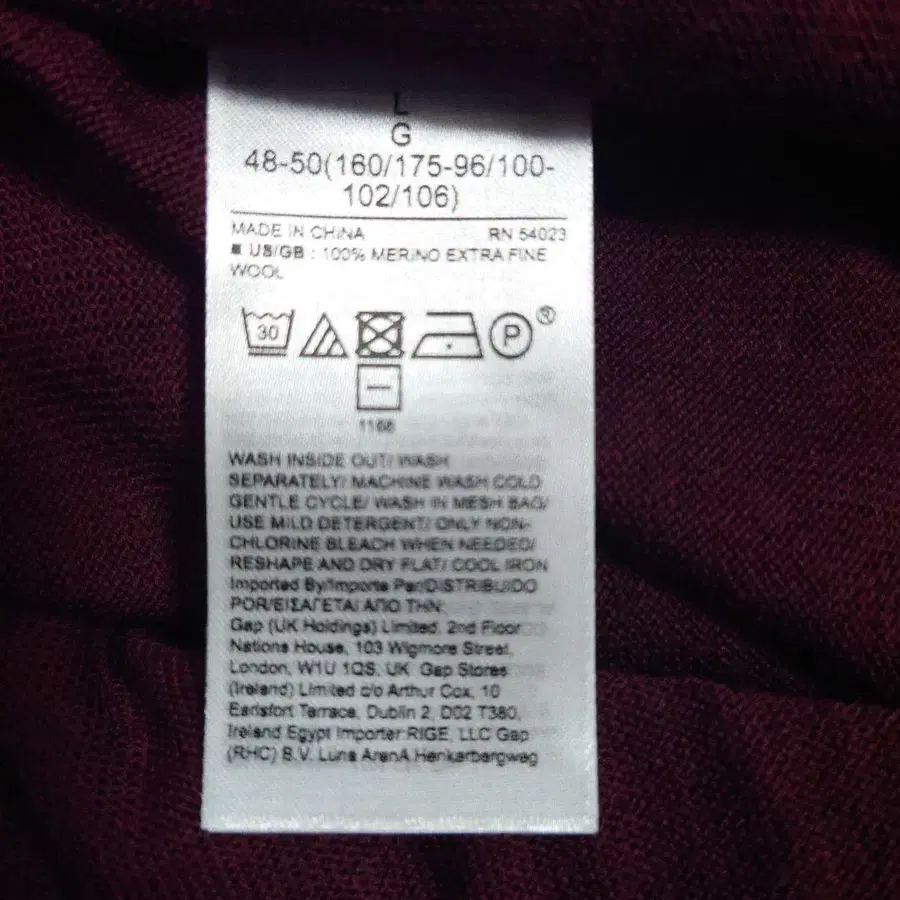 L
G
48-50(160/175-96/100-
102/106)
MADE IN CHINA RN 54023
■ US/GB : 100% MERINO EXTRA FINE
WOOL
30 P ®
1168
WASH INSIDE OUT/ WASH
SEPARATELY/ MACHINE WASH COLD
GENTLE CYCLE/ WASH IN MESH BAG/
USE MILD DETERGENT/ ONLY NON-
CHLORINE BLEACH WHEN NEEDED/
RESHAPE AND DRY FLAT/ COOL IRON
Imported By/Importe Par/DISTRIBUIDO
POR/ΕΙΣΑΓΕΤΑΙ ΑΠΟ ΤΗΝ:
Gap (UK Holdings) Limited, 2nd Floor
Nations House, 103 Wigmore Street,
London, W1U 1QS, UK Gap Stores
(Ireland) Limited c/o Arthur Cox, 10
Earlsfort Terrace, Dublin 2, D02 T380,
Ireland Egypt Importer:RIGE, LLC Gap
(RHC) B.V. Luna ArenA Herikerbergweg